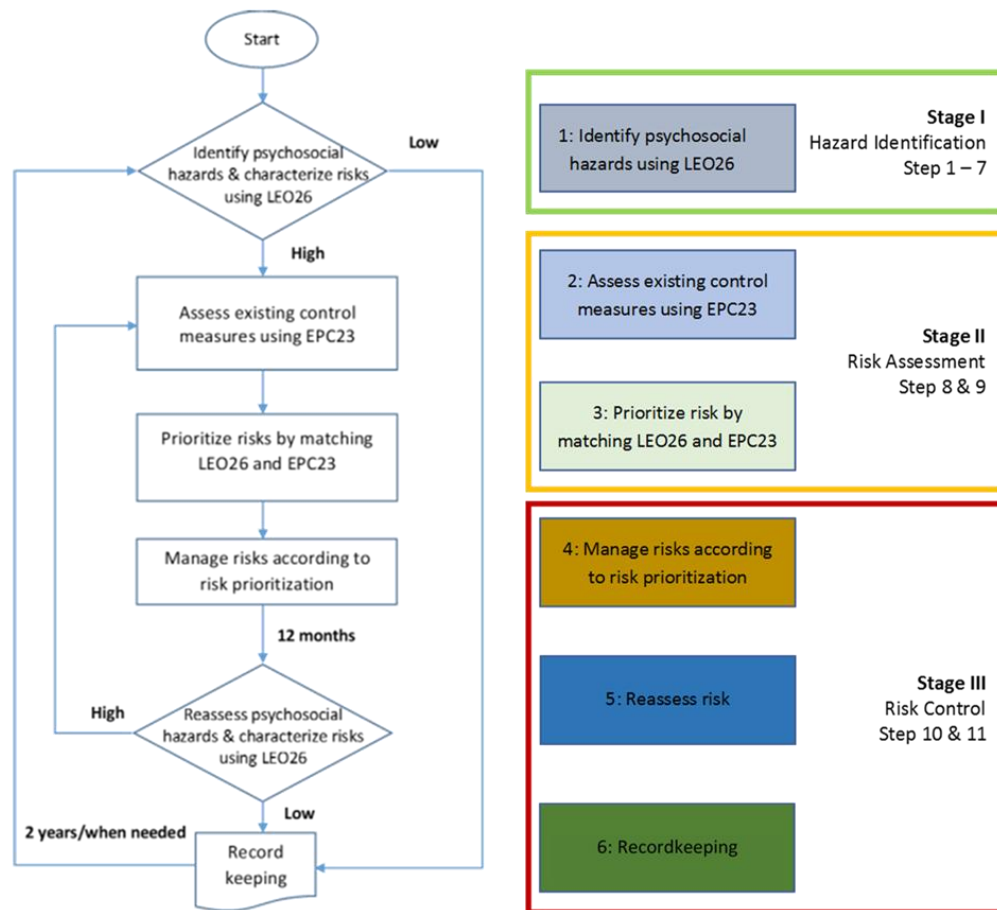 Start
Identify psychosocial
hazards & characterize risks
using LEO26
Low
High
Assess existing control
measures using EPC23
Prioritize risks by matching
LEO26 and EPC23
Manage risks according to
risk prioritization
12 months
High
Reassess psychosocial
hazards & characterize risks
using LEO26
Low
2 years/when needed
Record
keeping
1: Identify psychosocial
hazards using LEO26
Stage I
Hazard Identification
Step 1 – 7
2: Assess existing control
measures using EPC23
3: Prioritize risk by
matching LEO26 and EPC23
Stage II
Risk Assessment
Step 8 & 9
4: Manage risks according
to risk prioritization
5: Reassess risk
6: Recordkeeping
Stage III
Risk Control
Step 10 & 11